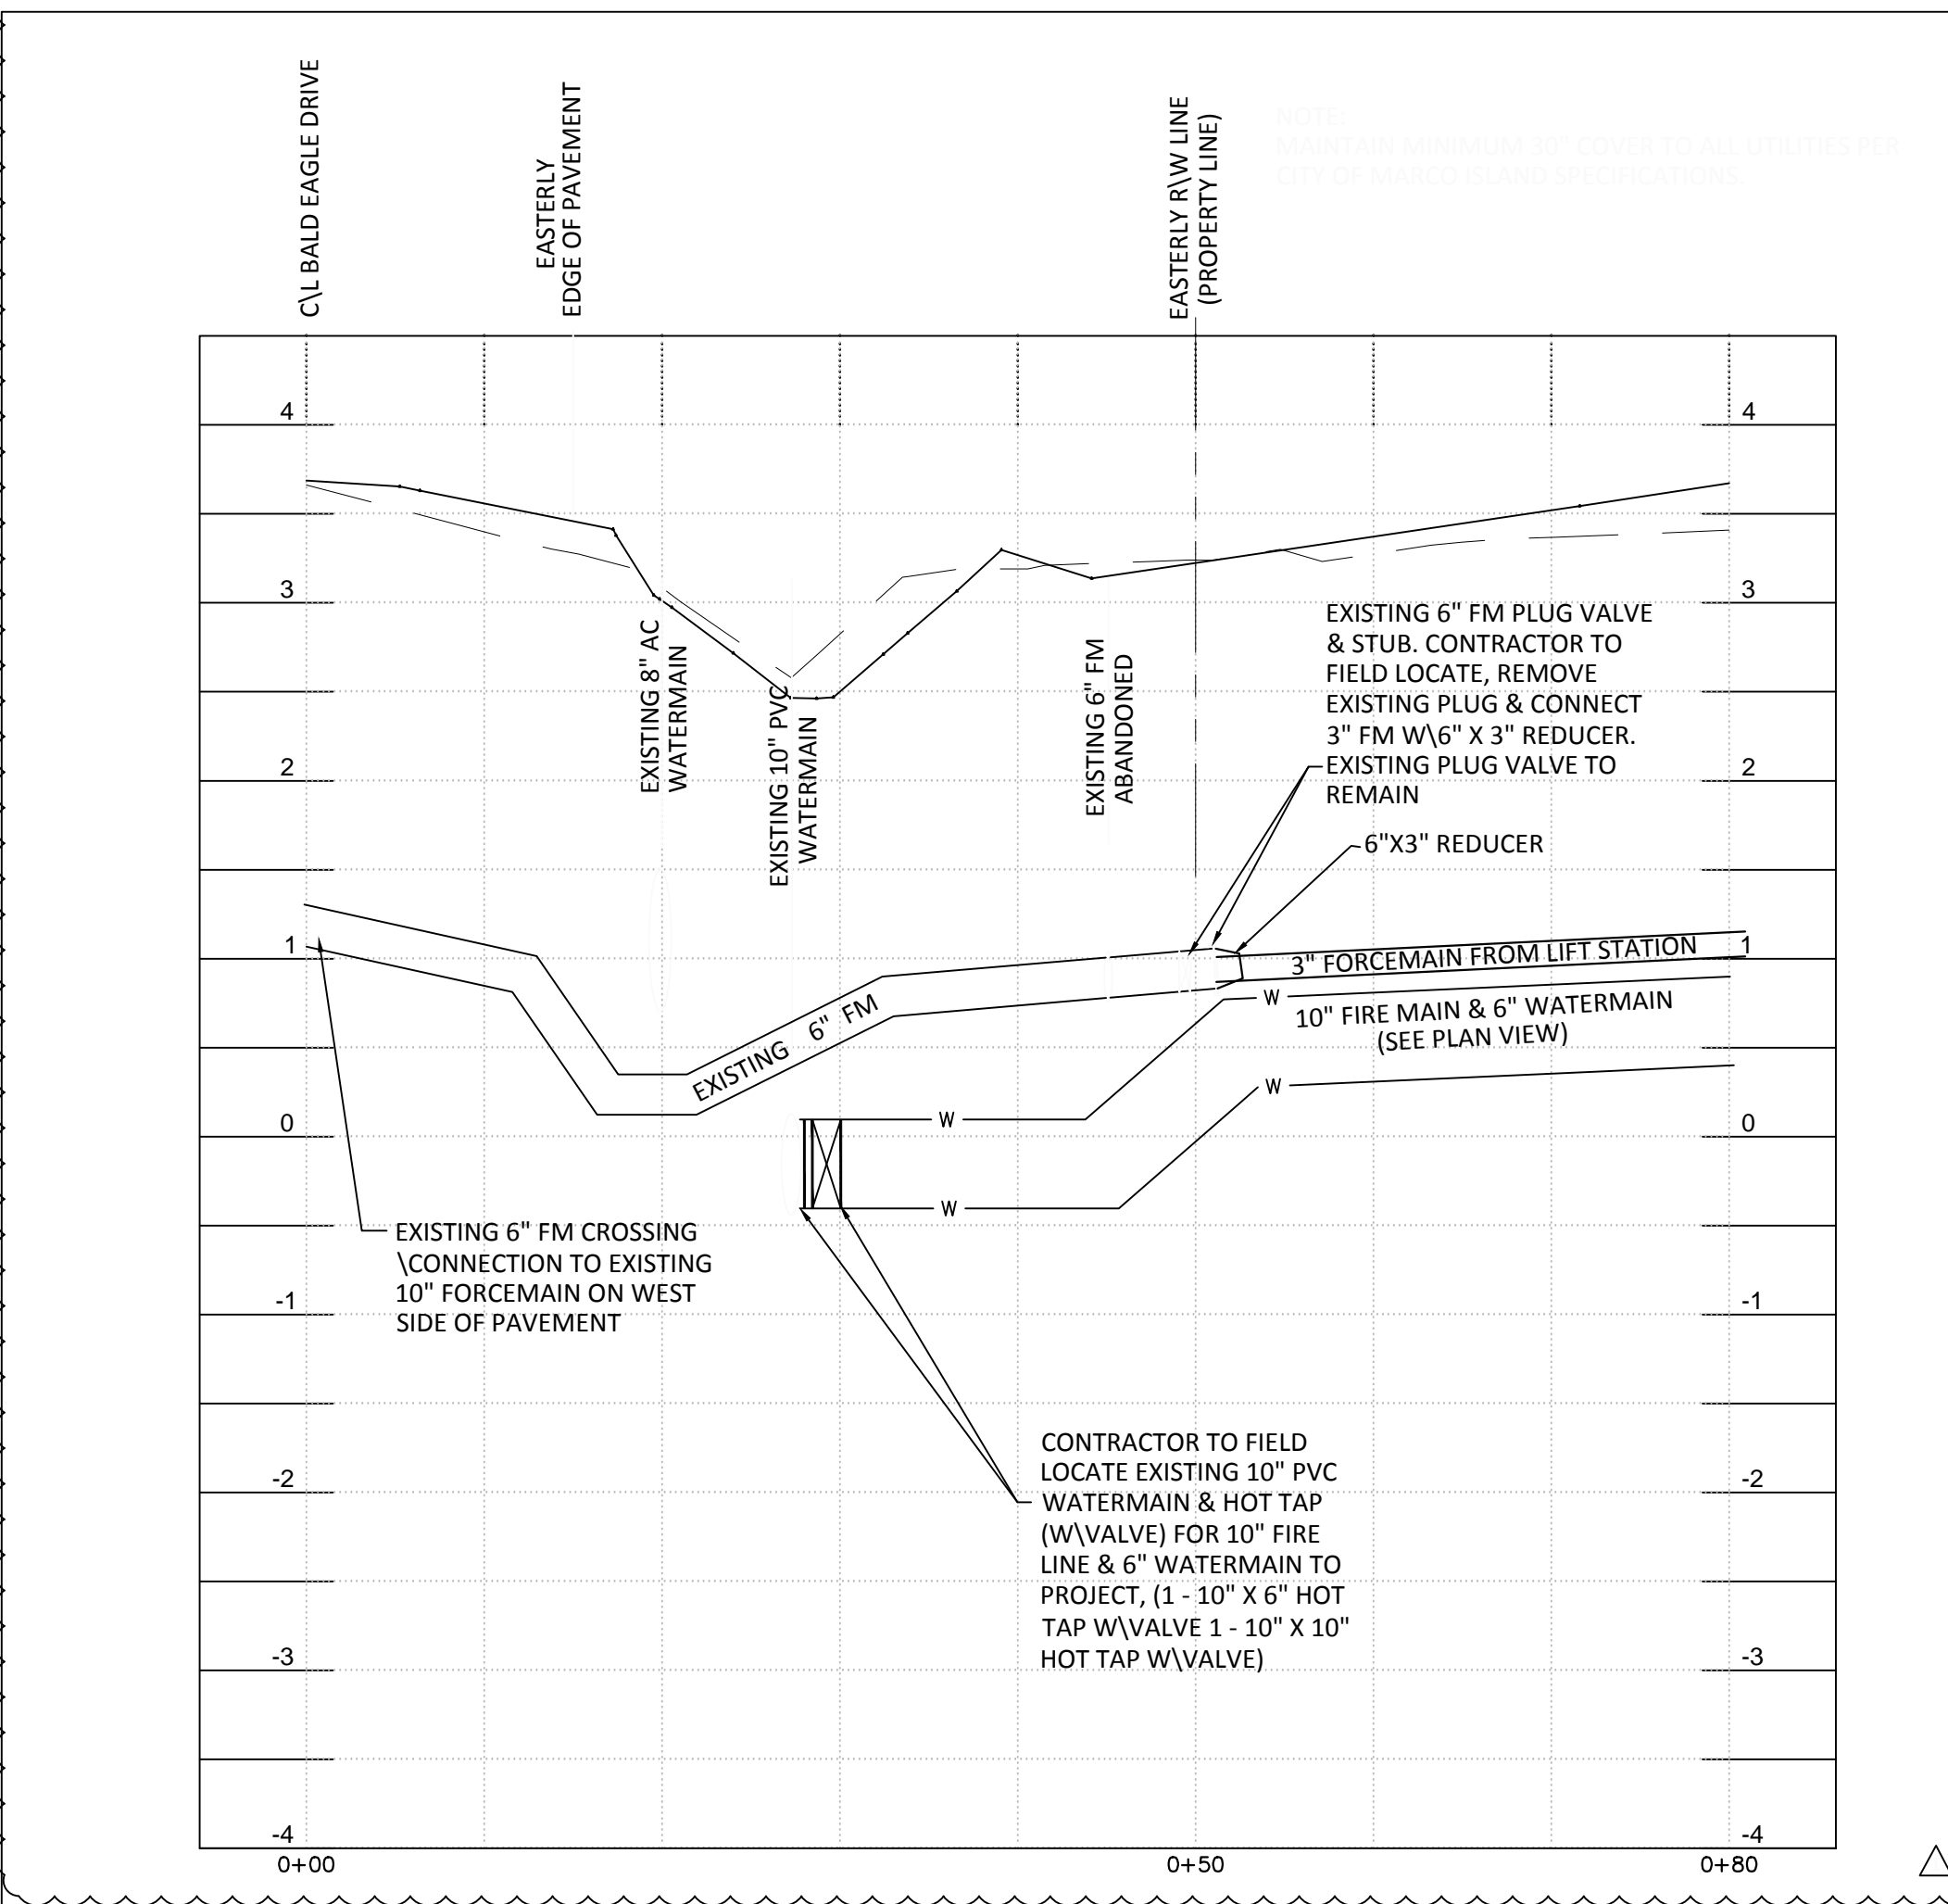 C\L BALD EAGLE DRIVE
EASTERLY
EDGE OF PAVEMENT
EASTERLY R\W LINE
(PROPERTY LINE)
NOTE:
MAINTAIN MINIMUM 30" COVER TO ALL UTILITIES PER
CITY OF MARCO ISLAND SPECIFICATIONS.
4
4
3
3
EXISTING 8" AC
WATERMAIN
EXISTING 10" PVC
WATERMAIN
EXISTING 6" FM
ABANDONED
EXISTING 6" FM PLUG VALVE
& STUB. CONTRACTOR TO
FIELD LOCATE, REMOVE
EXISTING PLUG & CONNECT
3" FM W\6" X 3" REDUCER.
EXISTING PLUG VALVE TO
REMAIN
2
2
6"X3" REDUCER
1
1
3" FORCEMAIN FROM LIFT STATION
EXISTING 6" FM
W
10" FIRE MAIN & 6" WATERMAIN
(SEE PLAN VIEW)
W
W
W
0
0
EXISTING 6" FM CROSSING
\CONNECTION TO EXISTING
10" FORCEMAIN ON WEST
SIDE OF PAVEMENT
-1
-1
CONTRACTOR TO FIELD
LOCATE EXISTING 10" PVC
WATERMAIN & HOT TAP
(W\VALVE) FOR 10" FIRE
LINE & 6" WATERMAIN TO
PROJECT, (1 - 10" X 6" HOT
TAP W\VALVE 1 - 10" X 10"
HOT TAP W\VALVE)
-2
-2
-3
-3
-4
-4
0+00
0+50
0+80